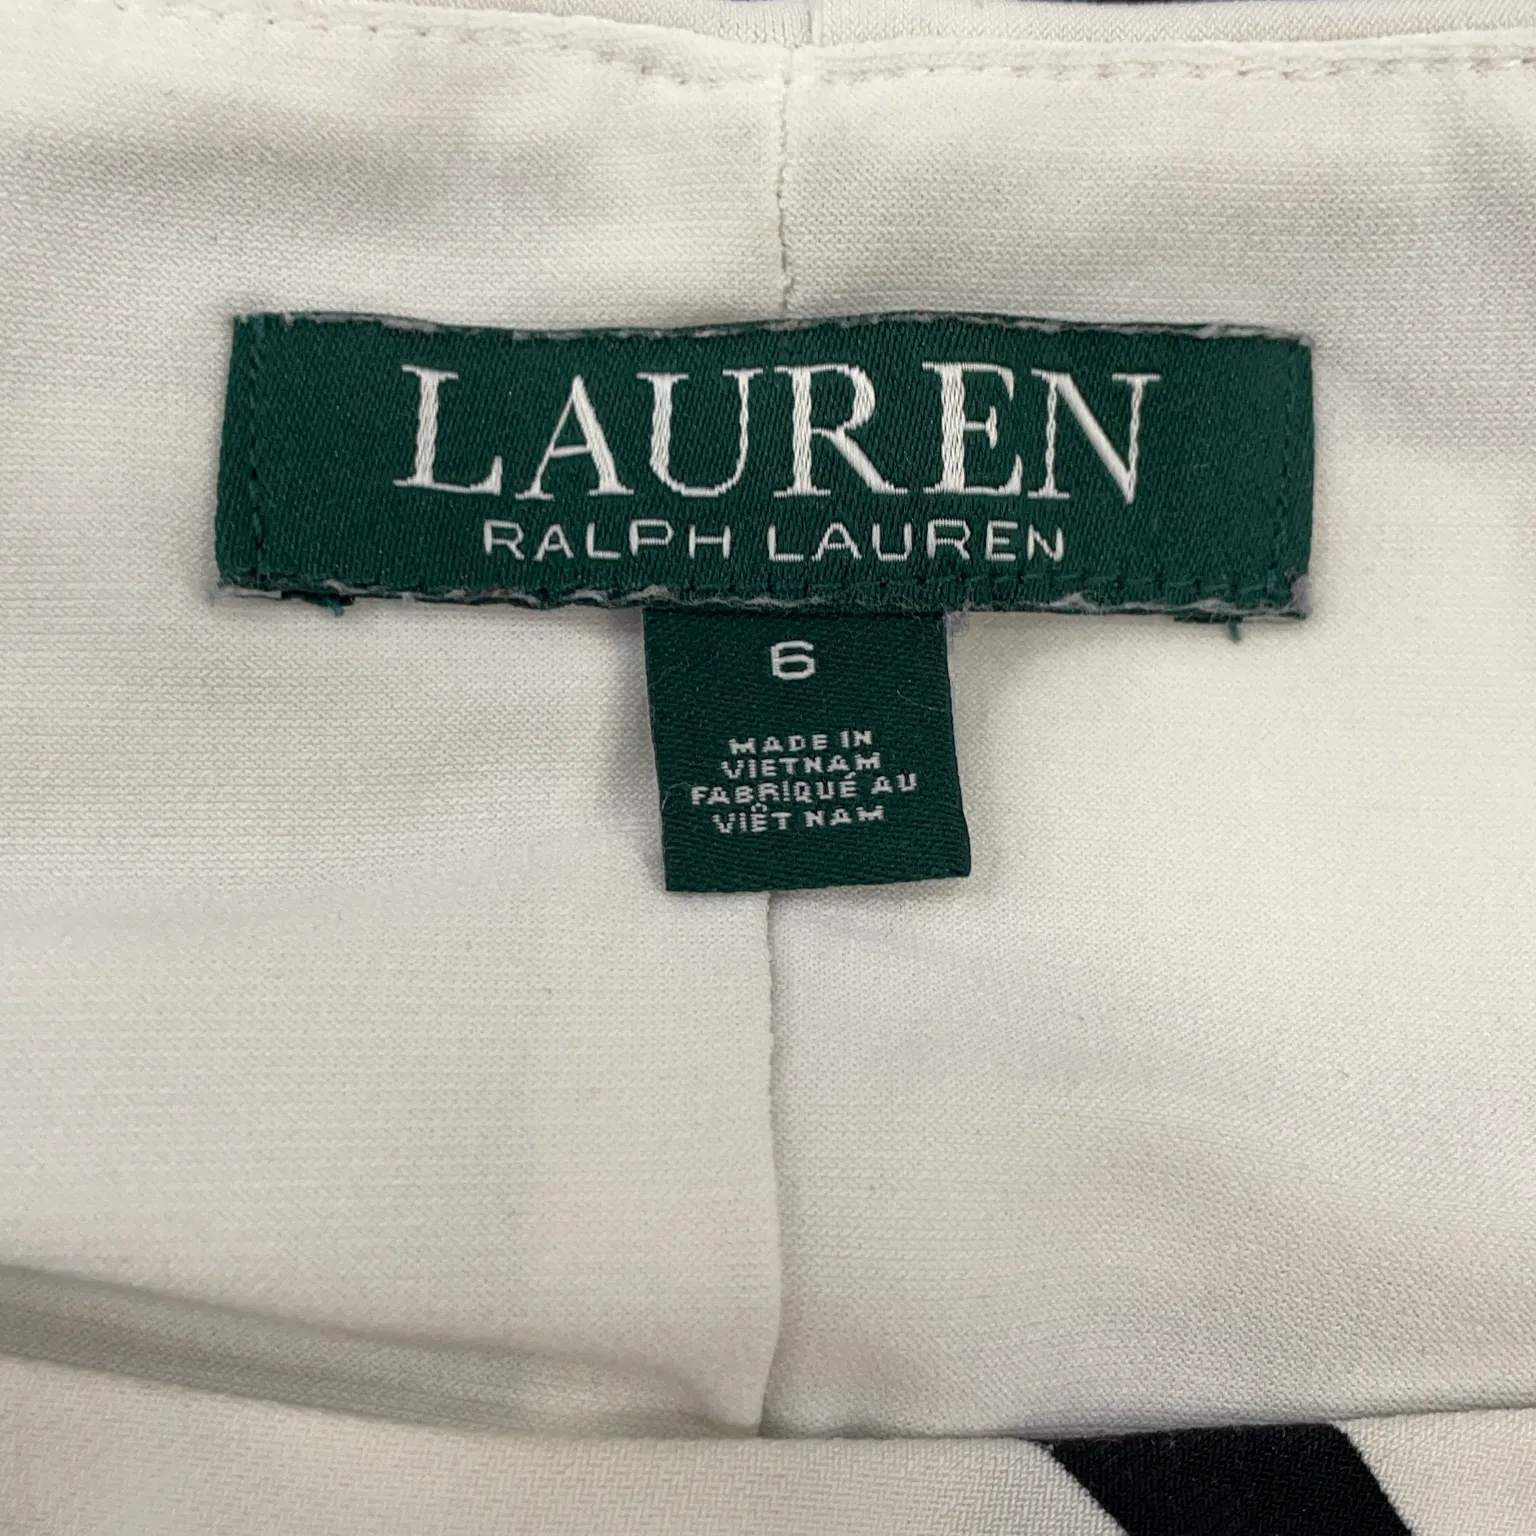 LAUREN
RALPH LAUREN
6
MADE IN
VIETNAM
FABRIQUÉ AU
VIÊT NAM